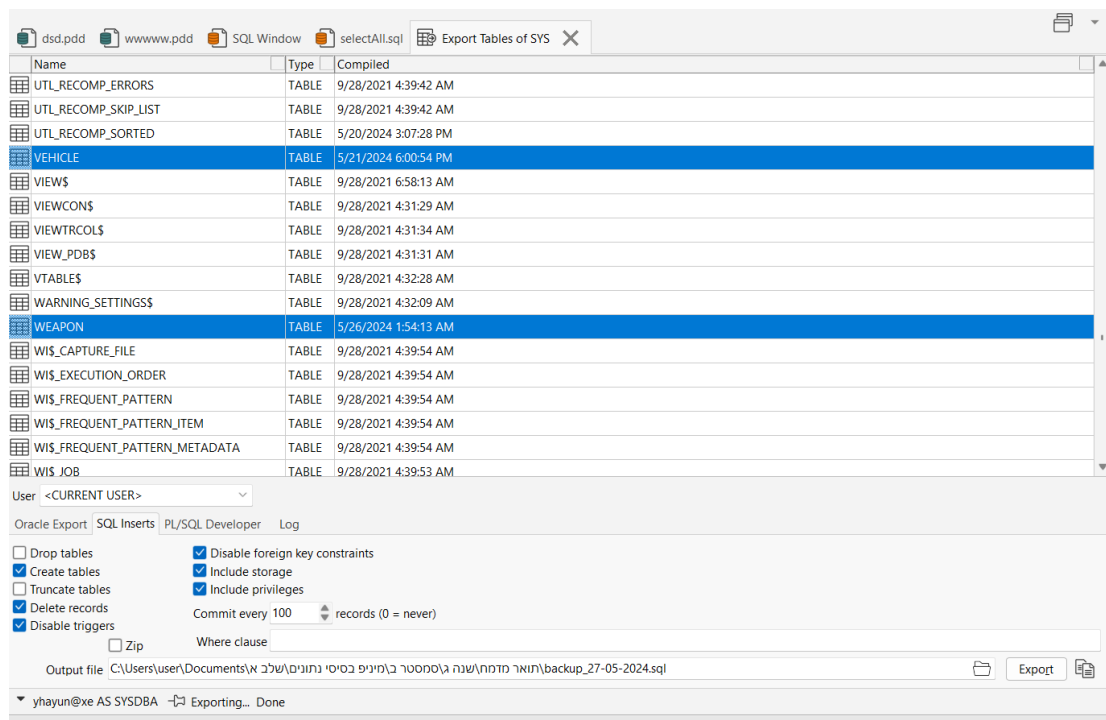 dsd.pdd wwwww.pdd SQL Window selectAll.sql Export Tables of SYS
Name Type Compiled
UTL_RECOMP_ERRORS TABLE 9/28/2021 4:39:42 AM
UTL_RECOMP_SKIP_LIST TABLE 9/28/2021 4:39:42 AM
UTL_RECOMP_SORTED TABLE 5/20/2024 3:07:28 PM
VEHICLE TABLE 5/21/2024 6:00:54 PM
VIEW$ TABLE 9/28/2021 6:58:13 AM
VIEWCON$ TABLE 9/28/2021 4:31:29 AM
VIEWTRCOL$ TABLE 9/28/2021 4:31:34 AM
VIEW_PDB$ TABLE 9/28/2021 4:31:31 AM
VTABLE$ TABLE 9/28/2021 4:32:28 AM
WARNING_SETTINGS$ TABLE 9/28/2021 4:32:09 AM
WEAPON TABLE 5/26/2024 1:54:13 AM
WI$_CAPTURE_FILE TABLE 9/28/2021 4:39:54 AM
WI$_EXECUTION_ORDER TABLE 9/28/2021 4:39:54 AM
WI$_FREQUENT_PATTERN TABLE 9/28/2021 4:39:54 AM
WI$_FREQUENT_PATTERN_ITEM TABLE 9/28/2021 4:39:54 AM
WI$_FREQUENT_PATTERN_METADATA TABLE 9/28/2021 4:39:54 AM
WI$_JOB TABLE 9/28/2021 4:39:53 AM
User <CURRENT USER>
Oracle Export SQL Inserts PL/SQL Developer Log
Drop tables Disable foreign key constraints
Create tables Include storage
Truncate tables Include privileges
Delete records Commit every 100 records (0 = never)
Disable triggers
Zip Where clause
Output file C:\Users\user\Documents\תואר מדמח\שנה ג\סמסטר ב\מיניפ בסיסי נתונים\שלב א\backup_27-05-2024.sql Export
yhayun@xe AS SYSDBA Exporting... Done